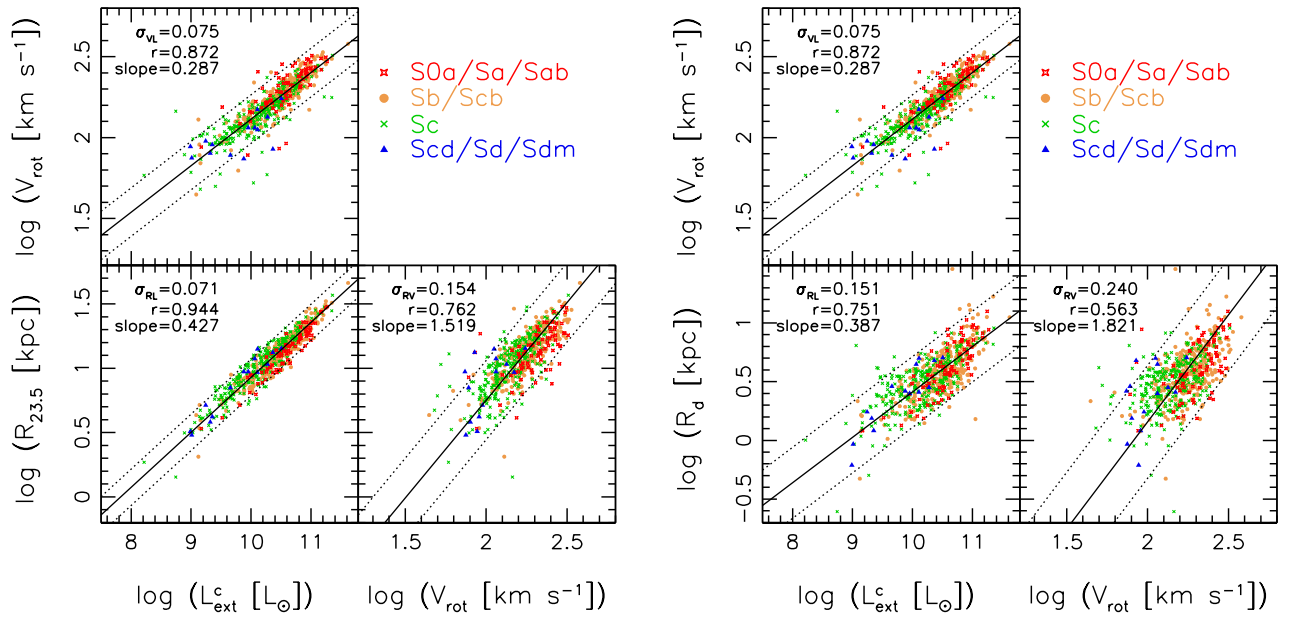 σVL=0.075
r=0.872
slope=0.287
log (Vrot [km s⁻¹])
2.5
2
1.5
S0a/Sa/Sab
Sb/Scb
Sc
Scd/Sd/Sdm
σRL=0.071
r=0.944
slope=0.427
log (R23.5 [kpc])
1.5
1
0.5
0
σRV=0.154
r=0.762
slope=1.519
8 9 10 11
1.5 2 2.5
log (Lᶜext [L⊙])
log (Vrot [km s⁻¹])
σVL=0.075
r=0.872
slope=0.287
log (Vrot [km s⁻¹])
2.5
2
1.5
S0a/Sa/Sab
Sb/Scb
Sc
Scd/Sd/Sdm
σRL=0.151
r=0.751
slope=0.387
log (Rd [kpc])
1
0.5
0
−0.5
σRV=0.240
r=0.563
slope=1.821
8 9 10 11
1.5 2 2.5
log (Lᶜext [L⊙])
log (Vrot [km s⁻¹])